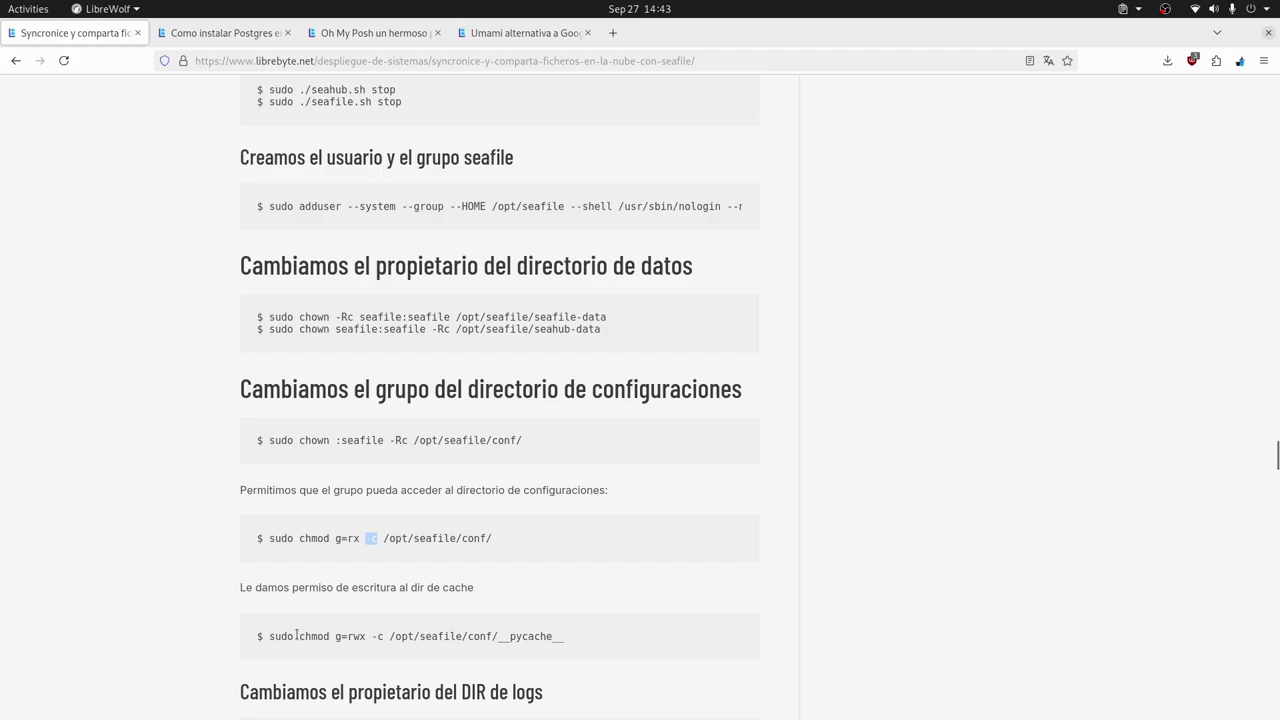 Activities
LibreWolf
Sep 27 14:43
Syncronice y comparta fic
Como instalar Postgres e
Oh My Posh un hermoso
Umami alternativa a Goo
https://www.librebyte.net/despliegue-de-sistemas/syncronice-y-comparta-ficheros-en-la-nube-con-seafile/
3
$ sudo ./seahub.sh stop
$ sudo ./seafile.sh stop
Creamos el usuario y el grupo seafile
$ sudo adduser --system --group --HOME /opt/seafile --shell /usr/sbin/nologin --
Cambiamos el propietario del directorio de datos
$ sudo chown -Rc seafile:seafile /opt/seafile/seafile-data
$ sudo chown seafile:seafile -Rc /opt/seafile/seahub-data
Cambiamos el grupo del directorio de configuraciones
$ sudo chown :seafile -Rc /opt/seafile/conf/
Permitimos que el grupo pueda acceder al directorio de configuraciones:
$ sudo chmod g=rx -c /opt/seafile/conf/
Le damos permiso de escritura al dir de cache
$ sudo chmod g=rwx -c /opt/seafile/conf/__pycache__
Cambiamos el propietario del DIR de logs